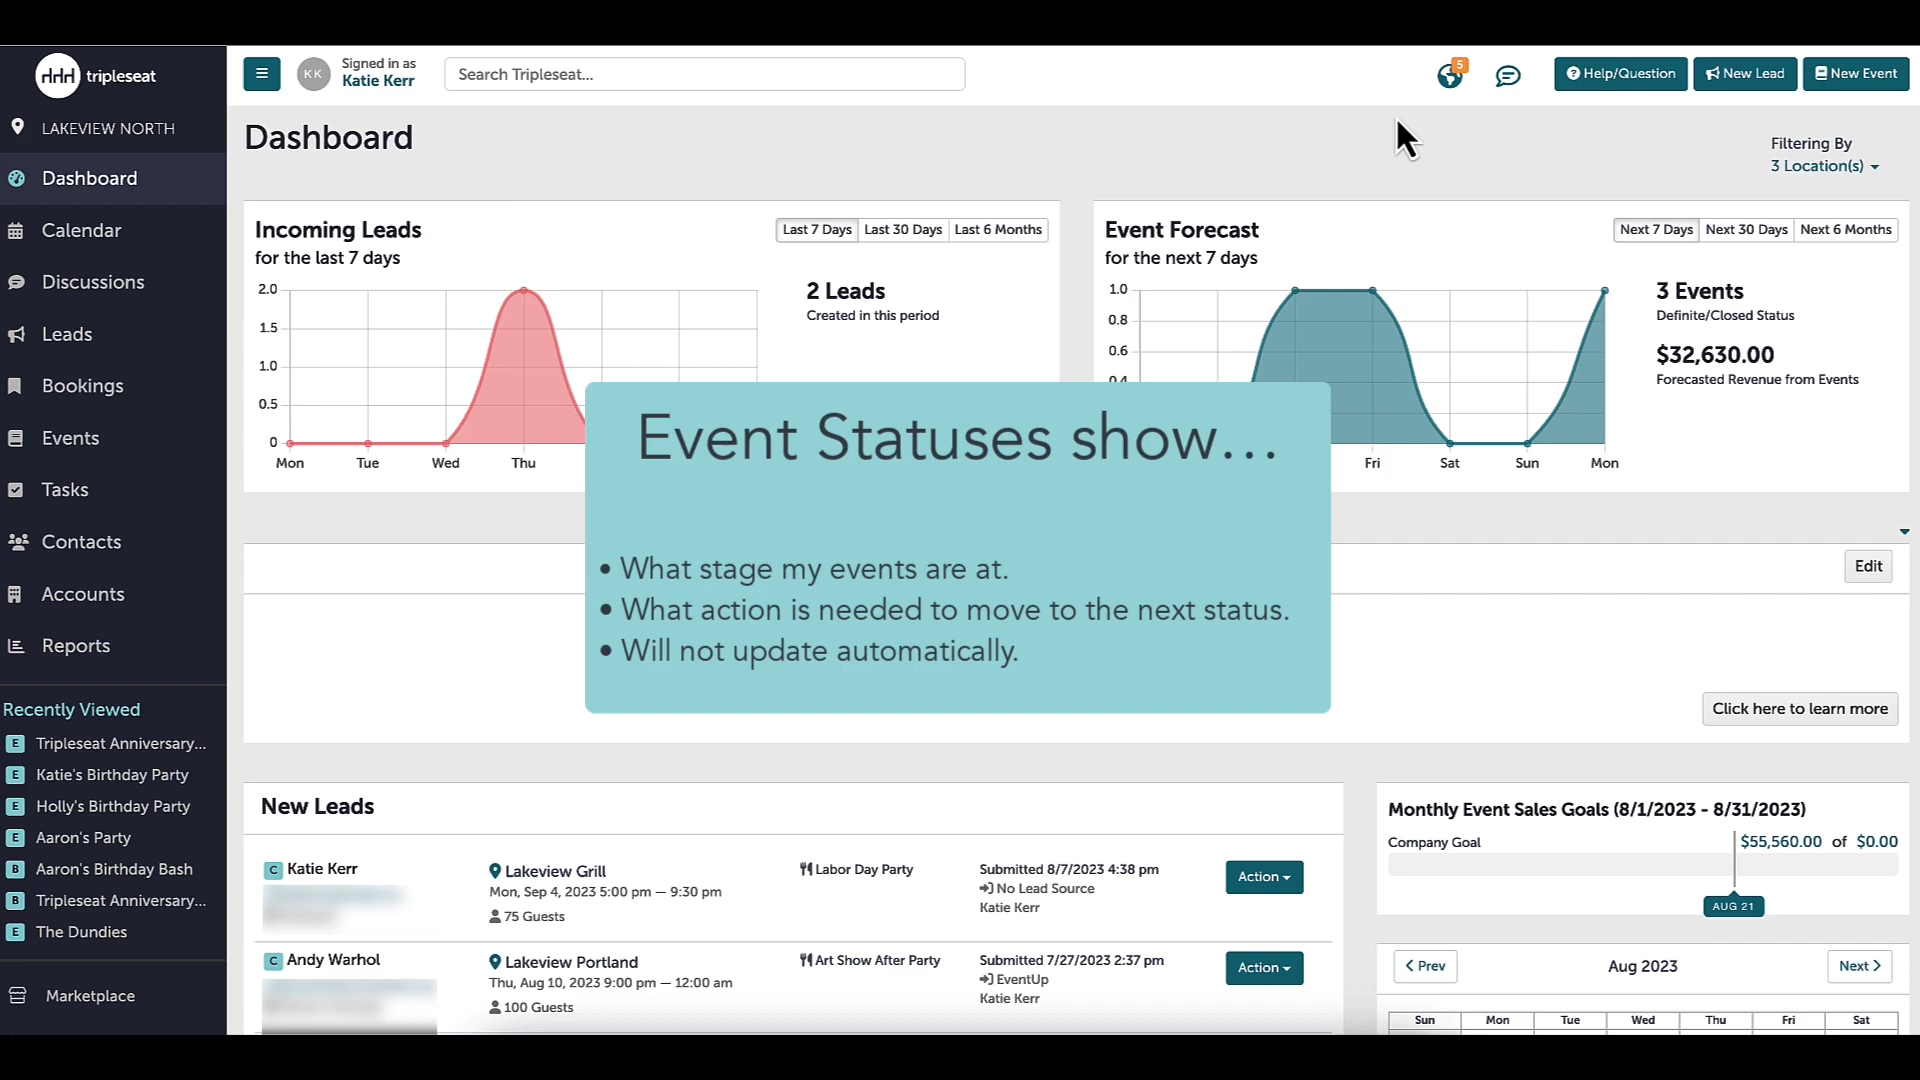 tripleseat
LAKEVIEW NORTH
Dashboard
Calendar
Discussions
Leads
Bookings
Events
Tasks
Contacts
Accounts
Reports
Recently Viewed
E Tripleseat Anniversary...
E Katie's Birthday Party
E Holly's Birthday Party
E Aaron's Party
B Aaron's Birthday Bash
B Tripleseat Anniversary...
E The Dundies
Marketplace
KK
Signed in as
Katie Kerr
Search Tripleseat...
5
Help/Question
New Lead
New Event
Dashboard
Filtering By
3 Location(s)
Incoming Leads
for the last 7 days
Last 7 Days Last 30 Days Last 6 Months
2.0
1.5
1.0
0.5
0
Mon Tue Wed Thu
2 Leads
Created in this period
Event Forecast
for the next 7 days
Next 7 Days Next 30 Days Next 6 Months
1.0
0.8
0.6
Fri Sat Sun Mon
3 Events
Definite/Closed Status
$32,630.00
Forecasted Revenue from Events
Event Statuses show...
• What stage my events are at.
• What action is needed to move to the next status.
• Will not update automatically.
Edit
Click here to learn more
New Leads
C Katie Kerr
Lakeview Grill
Mon, Sep 4, 2023 5:00 pm — 9:30 pm
75 Guests
Labor Day Party
Submitted 8/7/2023 4:38 pm
No Lead Source
Katie Kerr
Action
C Andy Warhol
Lakeview Portland
Thu, Aug 10, 2023 9:00 pm — 12:00 am
100 Guests
Art Show After Party
Submitted 7/27/2023 2:37 pm
EventUp
Katie Kerr
Action
Monthly Event Sales Goals (8/1/2023 - 8/31/2023)
Company Goal
$55,560.00 of $0.00
AUG 21
Prev
Aug 2023
Next
Sun Mon Tue Wed Thu Fri Sat